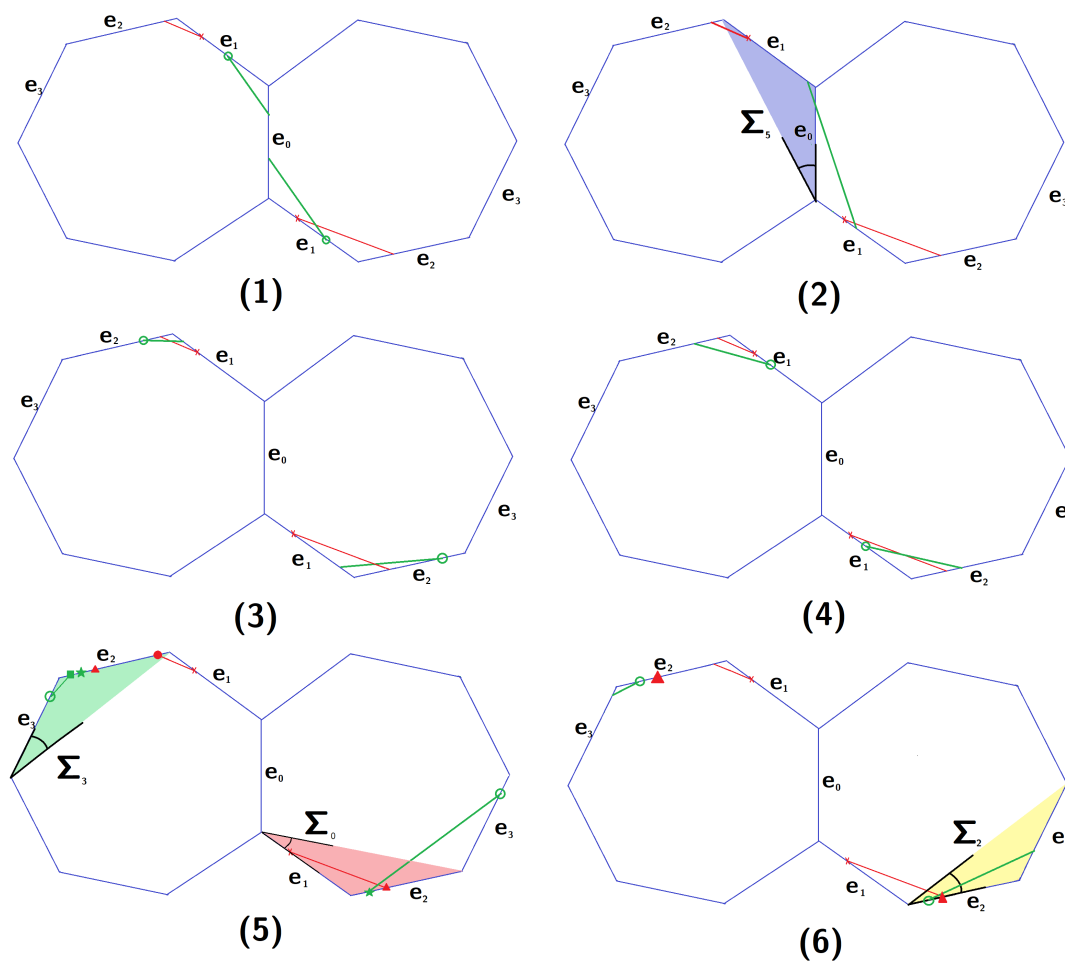 e₂ e₁ e₃ e₀ e₃ e₁ e₂
(1)
e₂ e₁ e₃ Σ₅ e₀ e₃ e₁ e₂
(2)
e₂ e₁ e₃ e₀ e₃ e₁ e₂
(3)
e₂ e₁ e₃ e₀ e e₁ e₂
(4)
e₂ e₁ e₃ Σ₃ e₀ Σ₀ e₃ e₁ e₂
(5)
e₂ e₁ e₃ e₀ Σ₂ e e₁ e₂
(6)